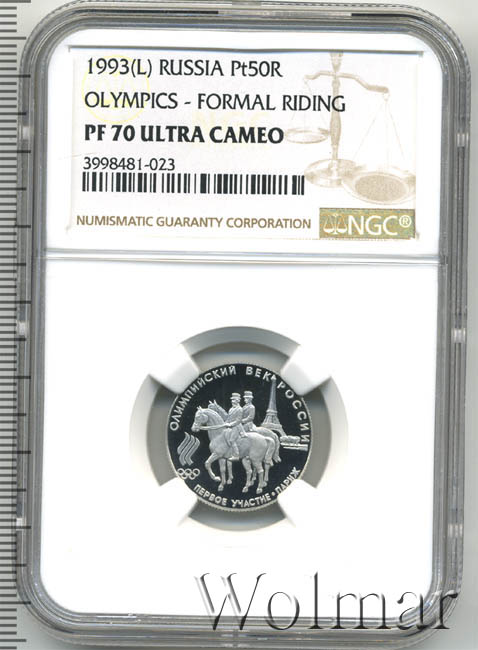 1993(L) RUSSIA Pt50R
OLYMPICS - FORMAL RIDING
PF 70 ULTRA CAMEO
3998481-023
NUMISMATIC GUARANTY CORPORATION
NGC®
ОЛИМПИЙСКИЙ ВЕК РОССИИ
ПЕРВОЕ УЧАСТИЕ • ПАРИЖ
Wolmar